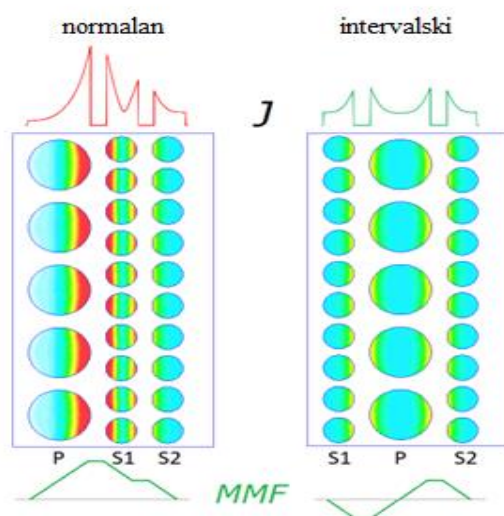 normalan intervalski
J
P S1 S2 S1 P S2
MMF